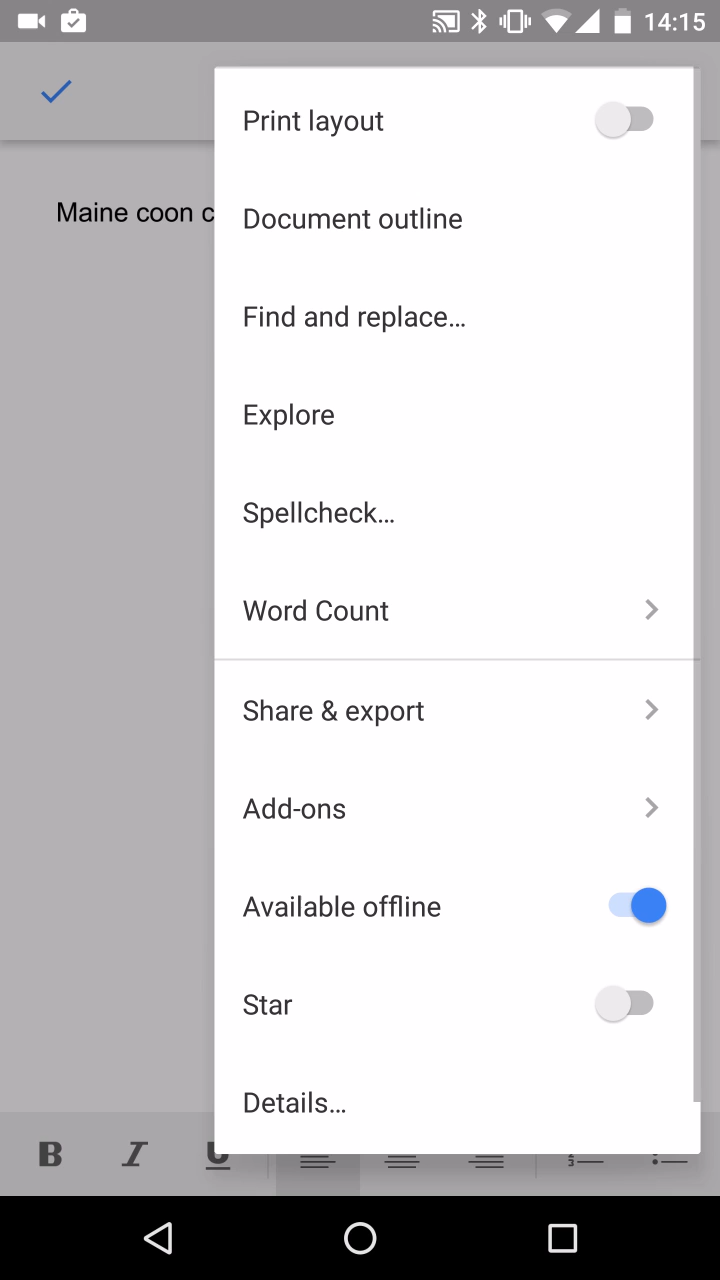 14:15
Print layout
Maine coon c
Document outline
Find and replace...
Explore
Spellcheck...
Word Count
Share & export
Add-ons
Available offline
Star
Details...
B I U